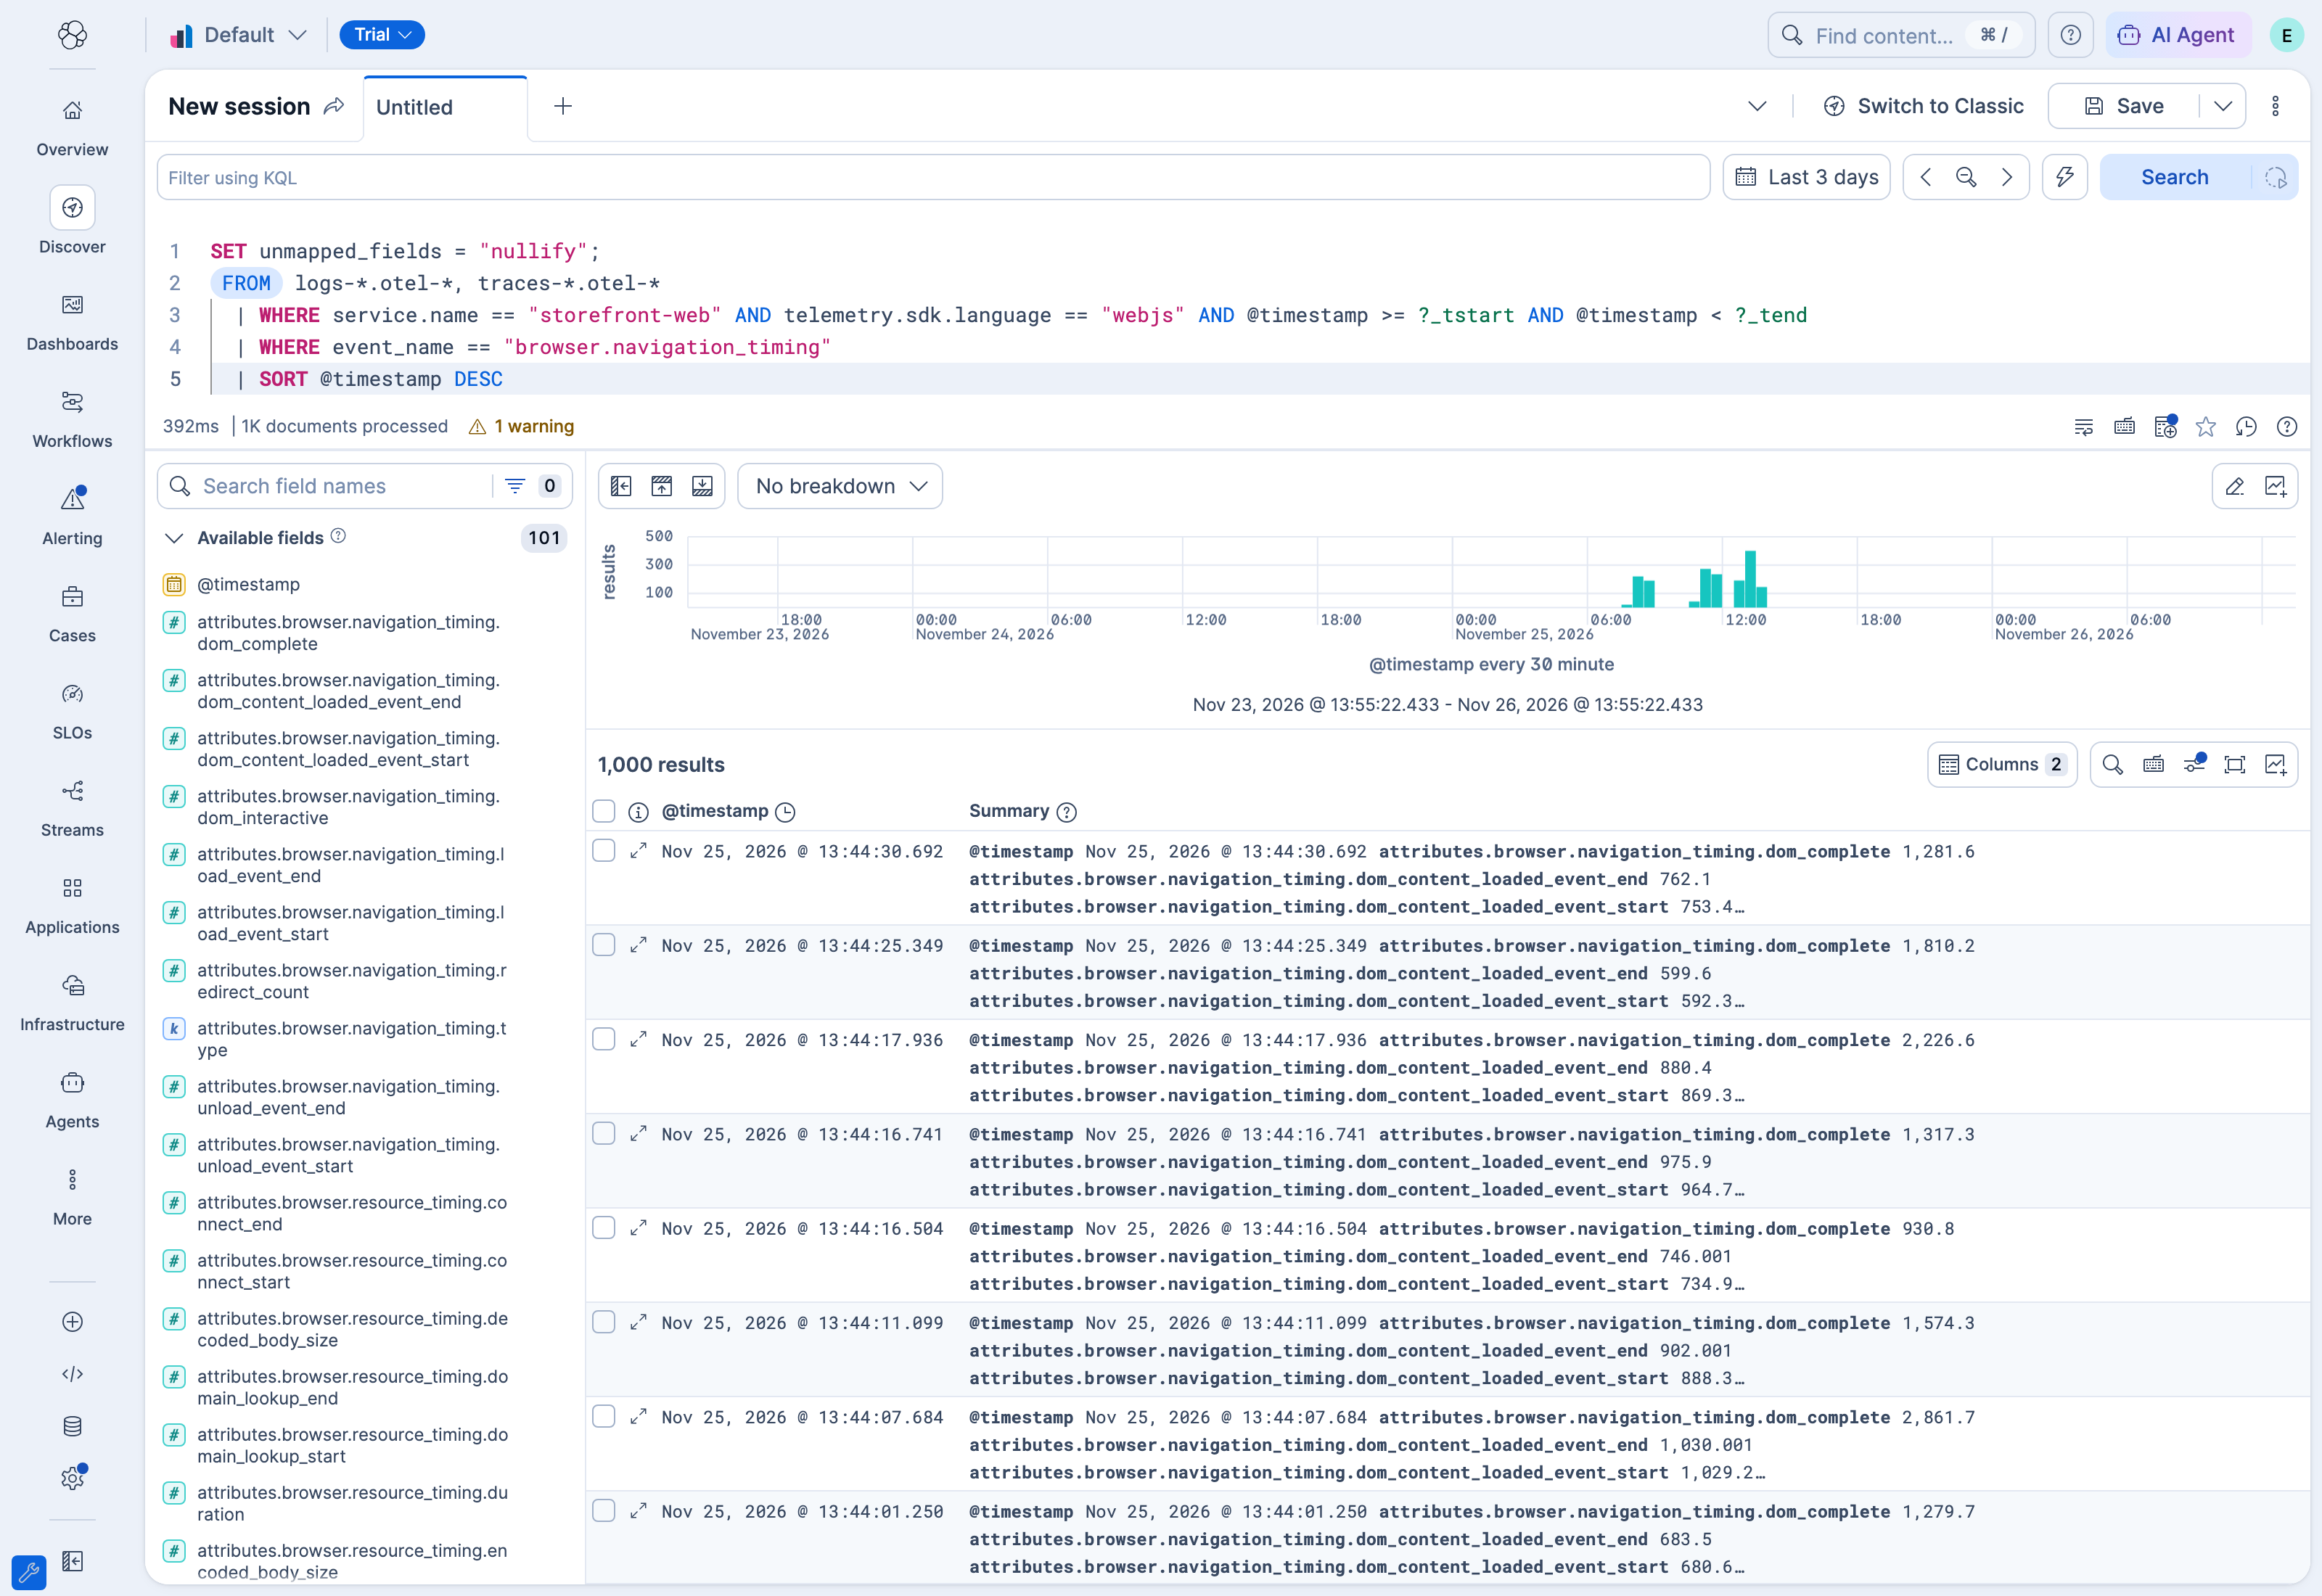 Default
Trial
Find content...
⌘ /
AI Agent
E
Overview
Discover
Dashboards
Workflows
Alerting
Cases
SLOs
Streams
Applications
Infrastructure
Agents
More
New session
Untitled
Switch to Classic
Save
Filter using KQL
Last 3 days
Search
1 SET unmapped_fields = "nullify";
2 FROM logs-*.otel-*, traces-*.otel-*
3 | WHERE service.name == "storefront-web" AND telemetry.sdk.language == "webjs" AND @timestamp >= ?_tstart AND @timestamp < ?_tend
4 | WHERE event_name == "browser.navigation_timing"
5 | SORT @timestamp DESC
392ms | 1K documents processed
1 warning
Search field names
0
Available fields
101
@timestamp
attributes.browser.navigation_timing.
dom_complete
attributes.browser.navigation_timing.
dom_content_loaded_event_end
attributes.browser.navigation_timing.
dom_content_loaded_event_start
attributes.browser.navigation_timing.
dom_interactive
attributes.browser.navigation_timing.l
oad_event_end
attributes.browser.navigation_timing.l
oad_event_start
attributes.browser.navigation_timing.r
edirect_count
k
attributes.browser.navigation_timing.t
ype
attributes.browser.navigation_timing.
unload_event_end
attributes.browser.navigation_timing.
unload_event_start
attributes.browser.resource_timing.co
nnect_end
attributes.browser.resource_timing.co
nnect_start
attributes.browser.resource_timing.de
coded_body_size
attributes.browser.resource_timing.do
main_lookup_end
attributes.browser.resource_timing.do
main_lookup_start
attributes.browser.resource_timing.du
ration
attributes.browser.resource_timing.en
coded_body_size
No breakdown
results
500
300
100
18:00 00:00 06:00 12:00 18:00 00:00 06:00 12:00 18:00 00:00 06:00
November 23, 2026 November 24, 2026 November 25, 2026 November 26, 2026
@timestamp every 30 minute
Nov 23, 2026 @ 13:55:22.433 - Nov 26, 2026 @ 13:55:22.433
1,000 results
Columns 2
@timestamp
Summary
Nov 25, 2026 @ 13:44:30.692 @timestamp Nov 25, 2026 @ 13:44:30.692 attributes.browser.navigation_timing.dom_complete 1,281.6
attributes.browser.navigation_timing.dom_content_loaded_event_end 762.1
attributes.browser.navigation_timing.dom_content_loaded_event_start 753.4…
Nov 25, 2026 @ 13:44:25.349 @timestamp Nov 25, 2026 @ 13:44:25.349 attributes.browser.navigation_timing.dom_complete 1,810.2
attributes.browser.navigation_timing.dom_content_loaded_event_end 599.6
attributes.browser.navigation_timing.dom_content_loaded_event_start 592.3…
Nov 25, 2026 @ 13:44:17.936 @timestamp Nov 25, 2026 @ 13:44:17.936 attributes.browser.navigation_timing.dom_complete 2,226.6
attributes.browser.navigation_timing.dom_content_loaded_event_end 880.4
attributes.browser.navigation_timing.dom_content_loaded_event_start 869.3…
Nov 25, 2026 @ 13:44:16.741 @timestamp Nov 25, 2026 @ 13:44:16.741 attributes.browser.navigation_timing.dom_complete 1,317.3
attributes.browser.navigation_timing.dom_content_loaded_event_end 975.9
attributes.browser.navigation_timing.dom_content_loaded_event_start 964.7…
Nov 25, 2026 @ 13:44:16.504 @timestamp Nov 25, 2026 @ 13:44:16.504 attributes.browser.navigation_timing.dom_complete 930.8
attributes.browser.navigation_timing.dom_content_loaded_event_end 746.001
attributes.browser.navigation_timing.dom_content_loaded_event_start 734.9…
Nov 25, 2026 @ 13:44:11.099 @timestamp Nov 25, 2026 @ 13:44:11.099 attributes.browser.navigation_timing.dom_complete 1,574.3
attributes.browser.navigation_timing.dom_content_loaded_event_end 902.001
attributes.browser.navigation_timing.dom_content_loaded_event_start 888.3…
Nov 25, 2026 @ 13:44:07.684 @timestamp Nov 25, 2026 @ 13:44:07.684 attributes.browser.navigation_timing.dom_complete 2,861.7
attributes.browser.navigation_timing.dom_content_loaded_event_end 1,030.001
attributes.browser.navigation_timing.dom_content_loaded_event_start 1,029.2…
Nov 25, 2026 @ 13:44:01.250 @timestamp Nov 25, 2026 @ 13:44:01.250 attributes.browser.navigation_timing.dom_complete 1,279.7
attributes.browser.navigation_timing.dom_content_loaded_event_end 683.5
attributes.browser.navigation_timing.dom_content_loaded_event_start 680.6…